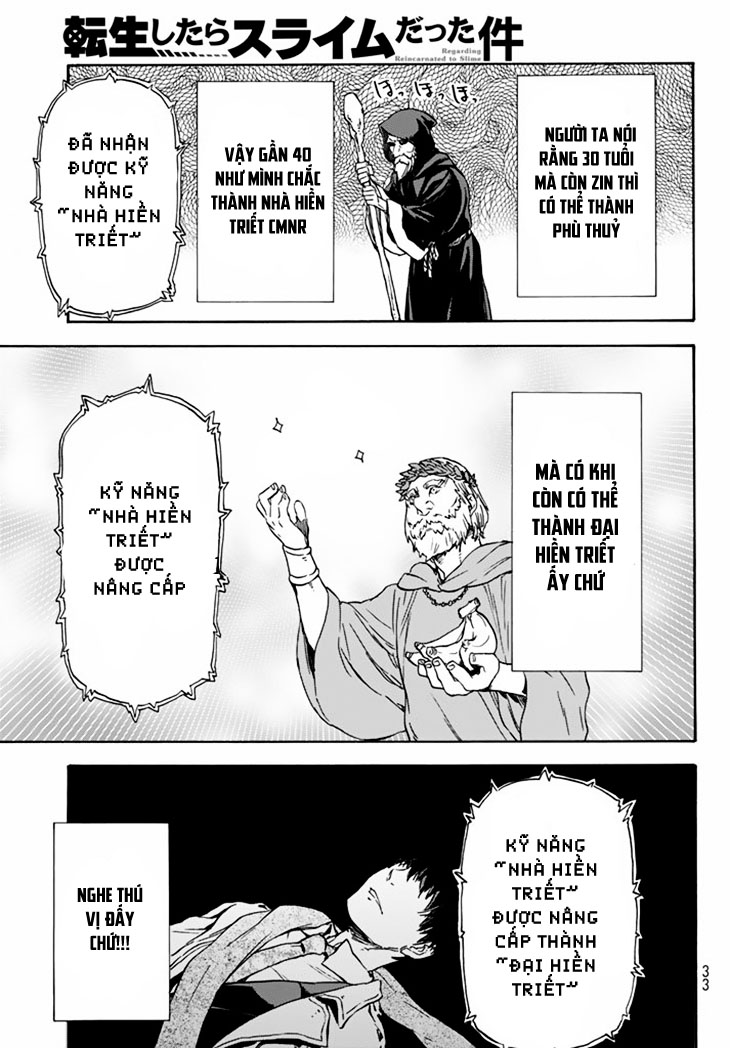 転生したらスライムだった件
Regarding
Reincarnated to Slime
NGƯỜI TA NÓI
RẰNG 30 TUỔI
MÀ CÒN ZIN THÌ
CÓ THỂ THÀNH
PHÙ THUỶ
ほっほっほっ
VẬY GẦN 40
NHƯ MÌNH CHẮC
THÀNH NHÀ HIỀN
TRIẾT CMNR
ĐÃ NHẬN
ĐƯỢC KỸ
NĂNG
"NHÀ HIỀN
TRIẾT"
MÀ CÓ KHI
CÒN CÓ THỂ
THÀNH ĐẠI
HIỀN TRIẾT
ẤY CHỨ
KỸ NĂNG
"NHÀ HIỀN
TRIẾT"
ĐƯỢC
NÂNG CẤP
KỸ NĂNG
"NHÀ HIỀN
TRIẾT"
ĐƯỢC NÂNG
CẤP THÀNH
"ĐẠI HIỀN
TRIẾT"
NGHE THÚ
VỊ ĐẤY
CHỨ!!!
33